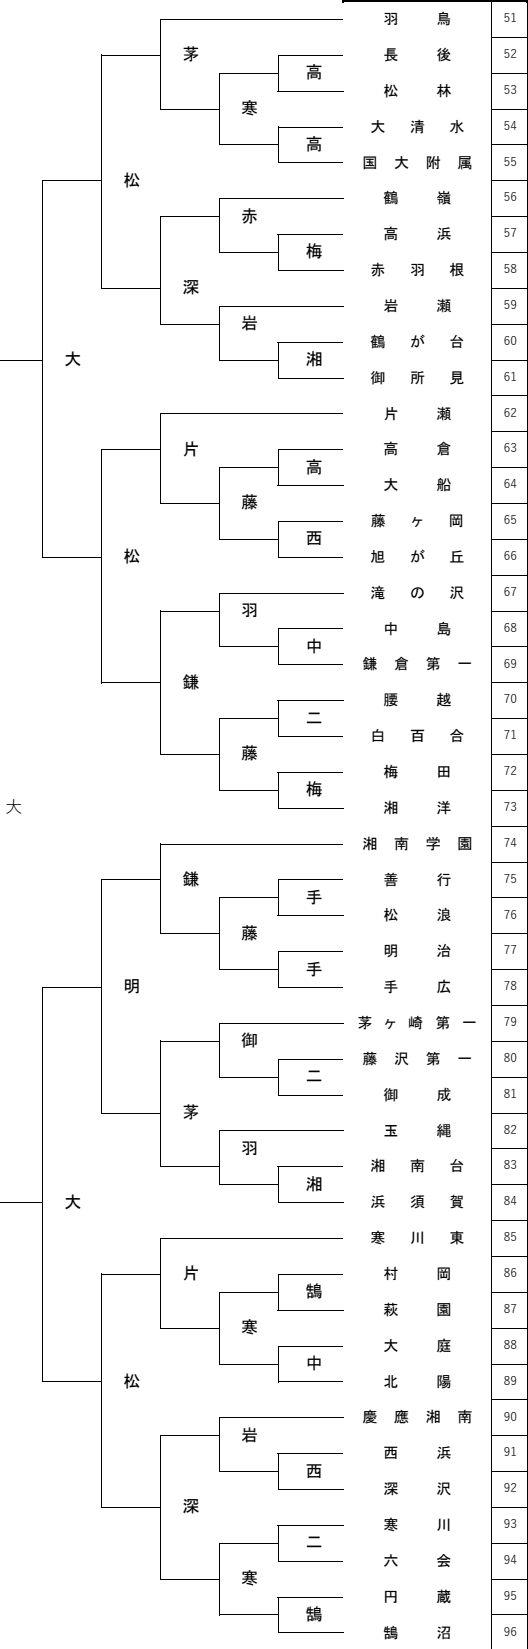 羽鳥 51
茅
長後 52
高
松林 53
寒
大清水 54
高
国大附属 55
松
鶴嶺 56
赤
高浜 57
梅
赤羽根 58
深
岩瀬 59
岩
鶴が台 60
大 湘
御所見 61
片瀬 62
片
高倉 63
高
大船 64
藤
藤ヶ岡 65
西
旭が丘 66
松
滝の沢 67
羽
中島 68
中
鎌倉第一 69
鎌
腰越 70
二
白百合 71
藤
梅田 72
梅
大 湘洋 73
湘南学園 74
鎌
善行 75
手
松浪 76
藤
明治 77
手
明 手広 78
茅ヶ崎第一 79
御
藤沢第一 80
二
御成 81
茅
玉縄 82
羽
湘南台 83
湘
大 浜須賀 84
寒川東 85
片
村岡 86
鵠
萩園 87
寒
大庭 88
中
松 北陽 89
慶應湘南 90
岩
西浜 91
西
深沢 92
深
寒川 93
二
六会 94
寒
円蔵 95
鵠
鵠沼 96